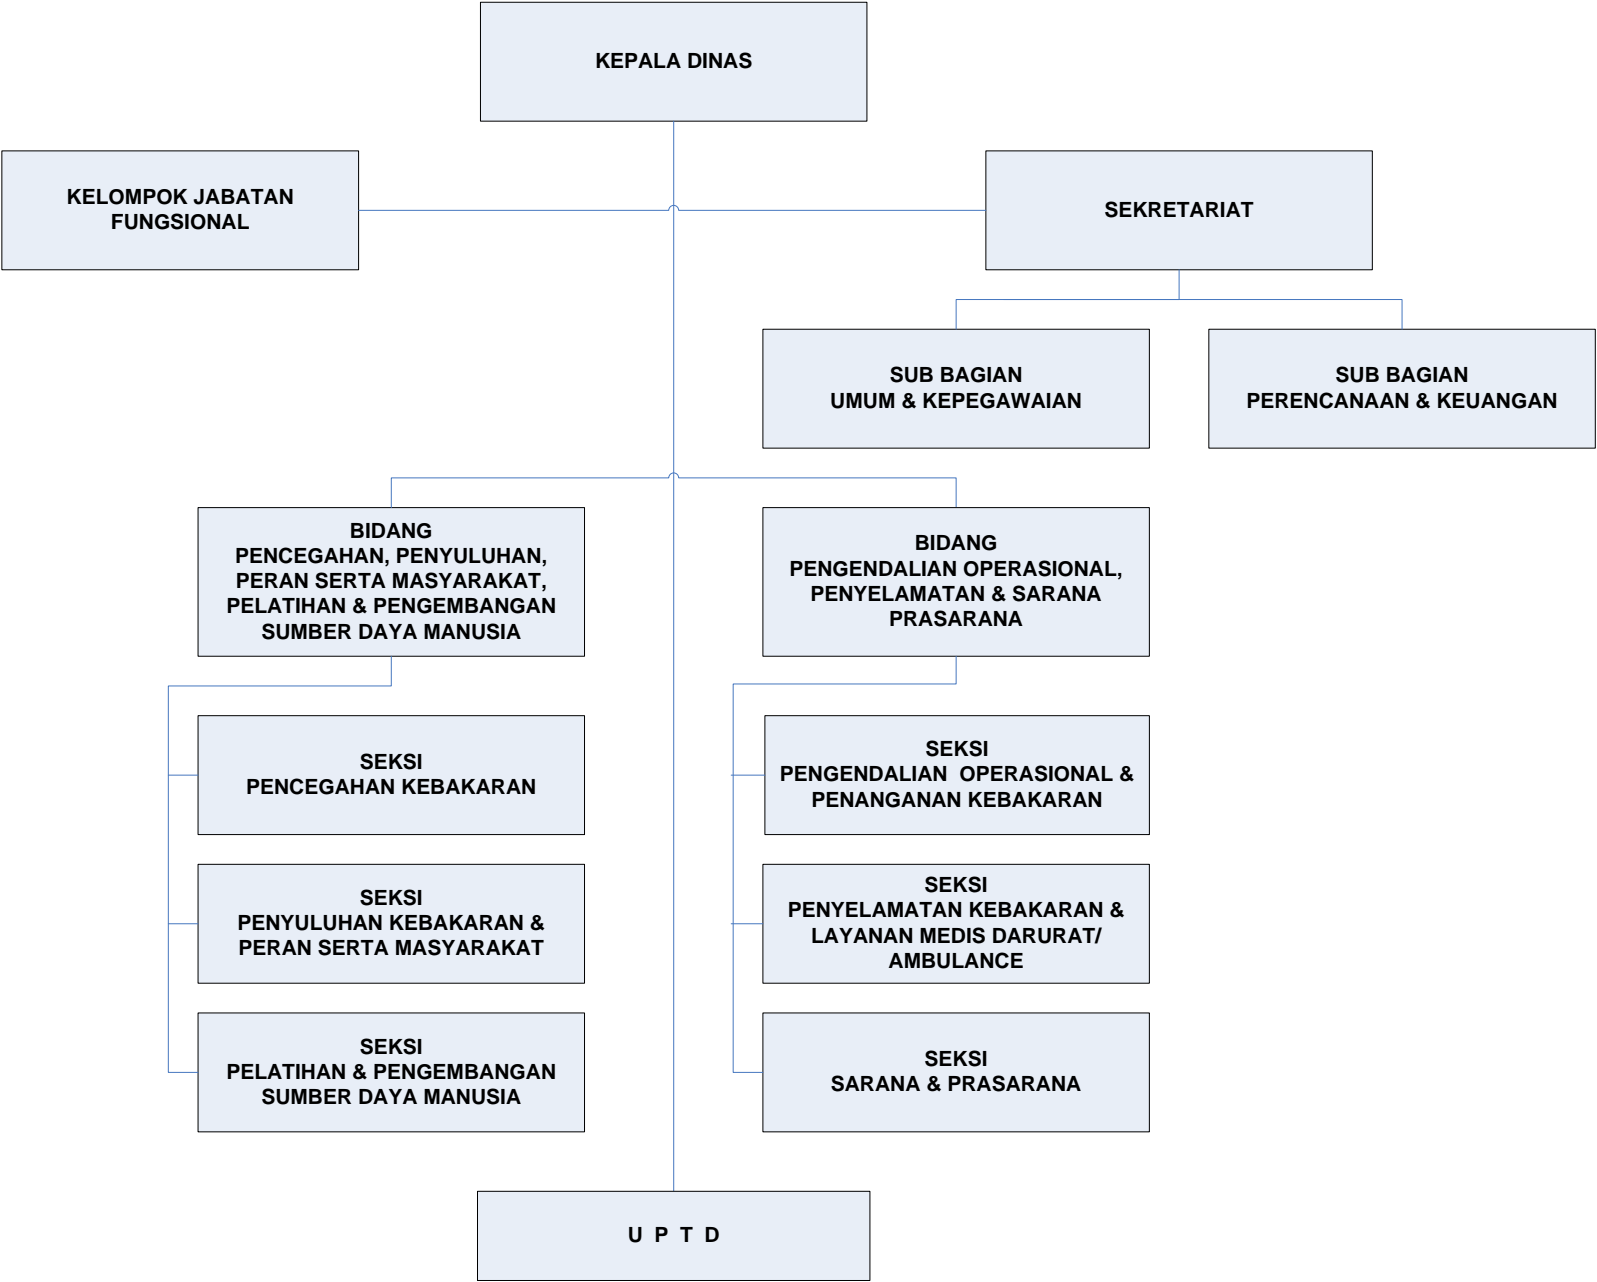 KEPALA DINAS
KELOMPOK JABATAN
FUNGSIONAL
SEKRETARIAT
SUB BAGIAN
UMUM & KEPEGAWAIAN
SUB BAGIAN
PERENCANAAN & KEUANGAN
BIDANG
PENCEGAHAN, PENYULUHAN,
PERAN SERTA MASYARAKAT,
PELATIHAN & PENGEMBANGAN
SUMBER DAYA MANUSIA
BIDANG
PENGENDALIAN OPERASIONAL,
PENYELAMATAN & SARANA
PRASARANA
SEKSI
PENCEGAHAN KEBAKARAN
SEKSI
PENGENDALIAN OPERASIONAL &
PENANGANAN KEBAKARAN
SEKSI
PENYULUHAN KEBAKARAN &
PERAN SERTA MASYARAKAT
SEKSI
PENYELAMATAN KEBAKARAN &
LAYANAN MEDIS DARURAT/
AMBULANCE
SEKSI
PELATIHAN & PENGEMBANGAN
SUMBER DAYA MANUSIA
SEKSI
SARANA & PRASARANA
U P T D